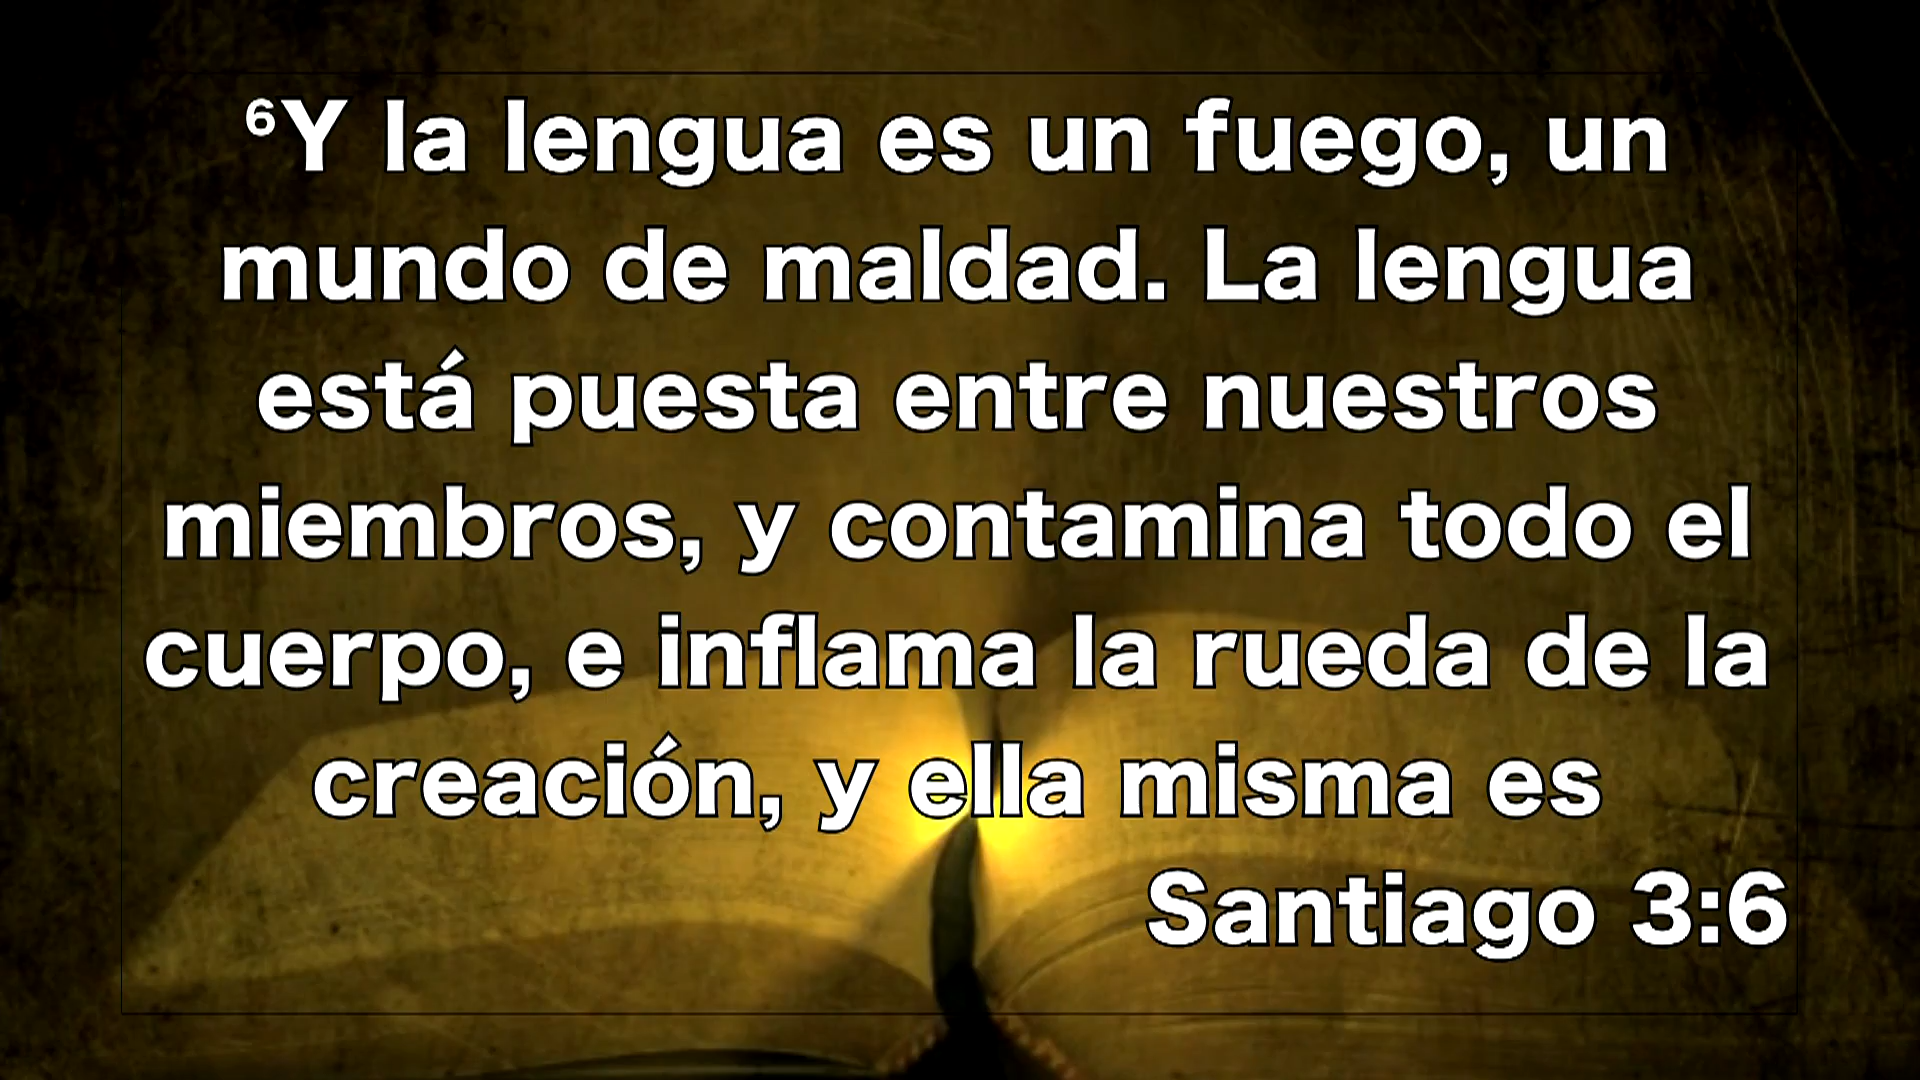 ⁶Y la lengua es un fuego, un
mundo de maldad. La lengua
está puesta entre nuestros
miembros, y contamina todo el
cuerpo, e inflama la rueda de la
creación, y ella misma es
Santiago 3:6